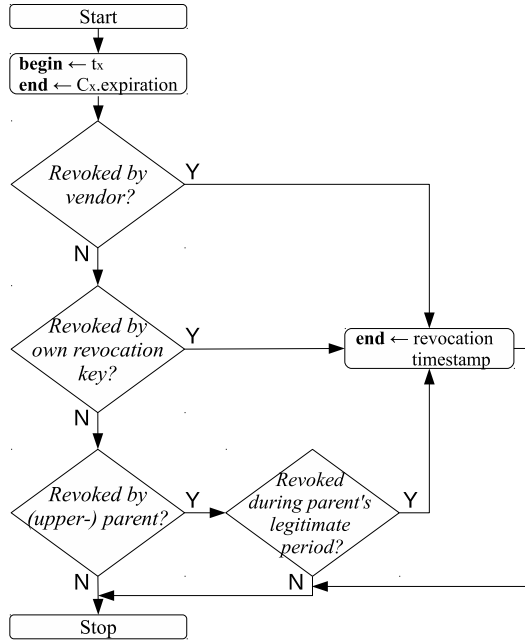 Start
begin ← tx
end ← Cx.expiration
Revoked by
vendor?
Y
N
Revoked by
own revocation
key?
Y
end ← revocation
timestamp
N
Revoked by
(upper-) parent?
Y
Revoked
during parent's
legitimate
period?
Y
N
N
Stop